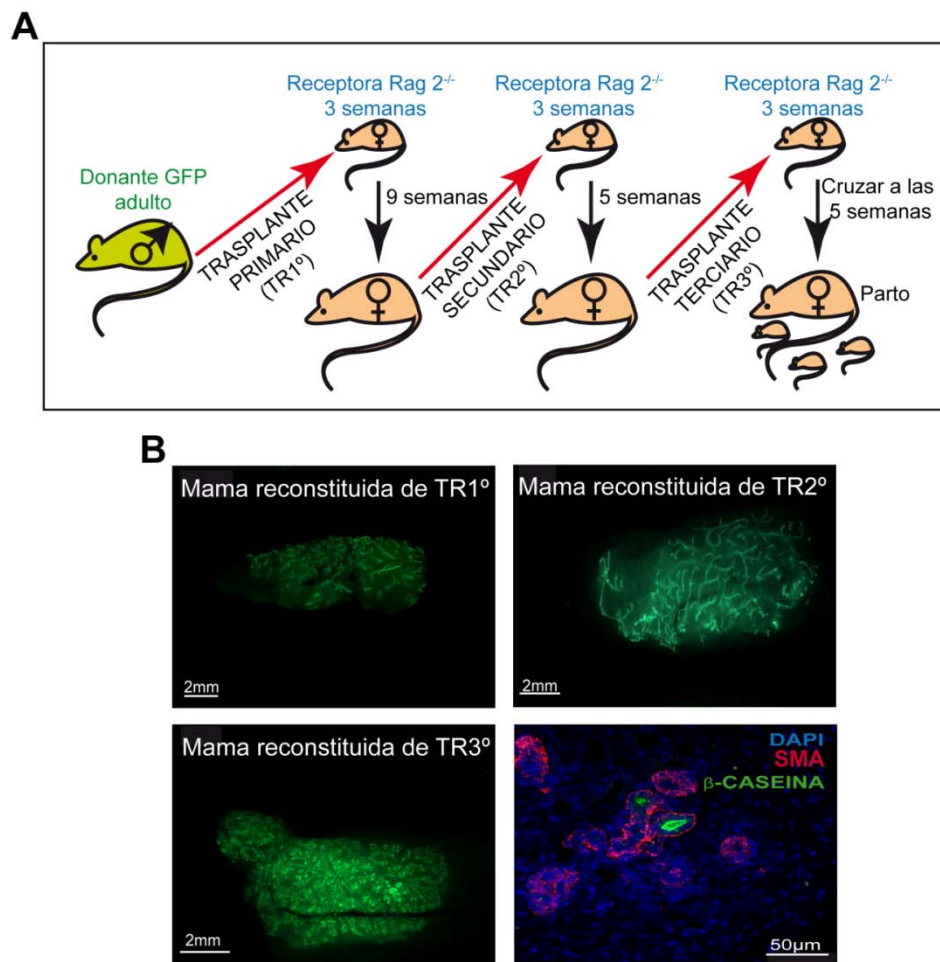 A
Receptora Rag 2-/-
3 semanas
Receptora Rag 2-/-
3 semanas
Receptora Rag 2-/-
3 semanas
Donante GFP
adulto
TRASPLANTE
PRIMARIO
(TR1º)
9 semanas
TRASPLANTE
SECUNDARIO
(TR2º)
5 semanas
TRASPLANTE
TERCIARIO
(TR3º)
Cruzar a las
5 semanas
Parto
B
Mama reconstituida de TR1º
2mm
Mama reconstituida de TR2º
2mm
Mama reconstituida de TR3º
2mm
DAPI
SMA
β-CASEINA
50µm